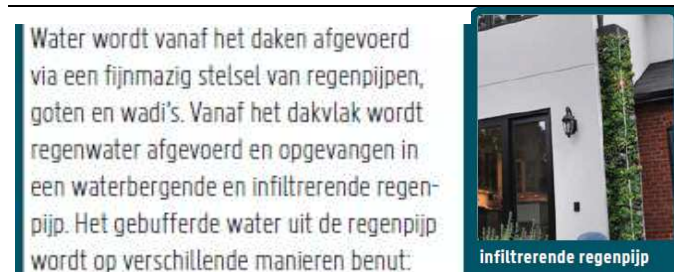 Water wordt vanaf het daken afgevoerd
via een fijnmazig stelsel van regenpijpen,
goten en wadi's. Vanaf het dakvlak wordt
regenwater afgevoerd en opgevangen in
een waterbergende en infiltrerende regen-
pijp. Het gebufferde water uit de regenpijp
wordt op verschillende manieren benut:
infiltrerende regenpijp